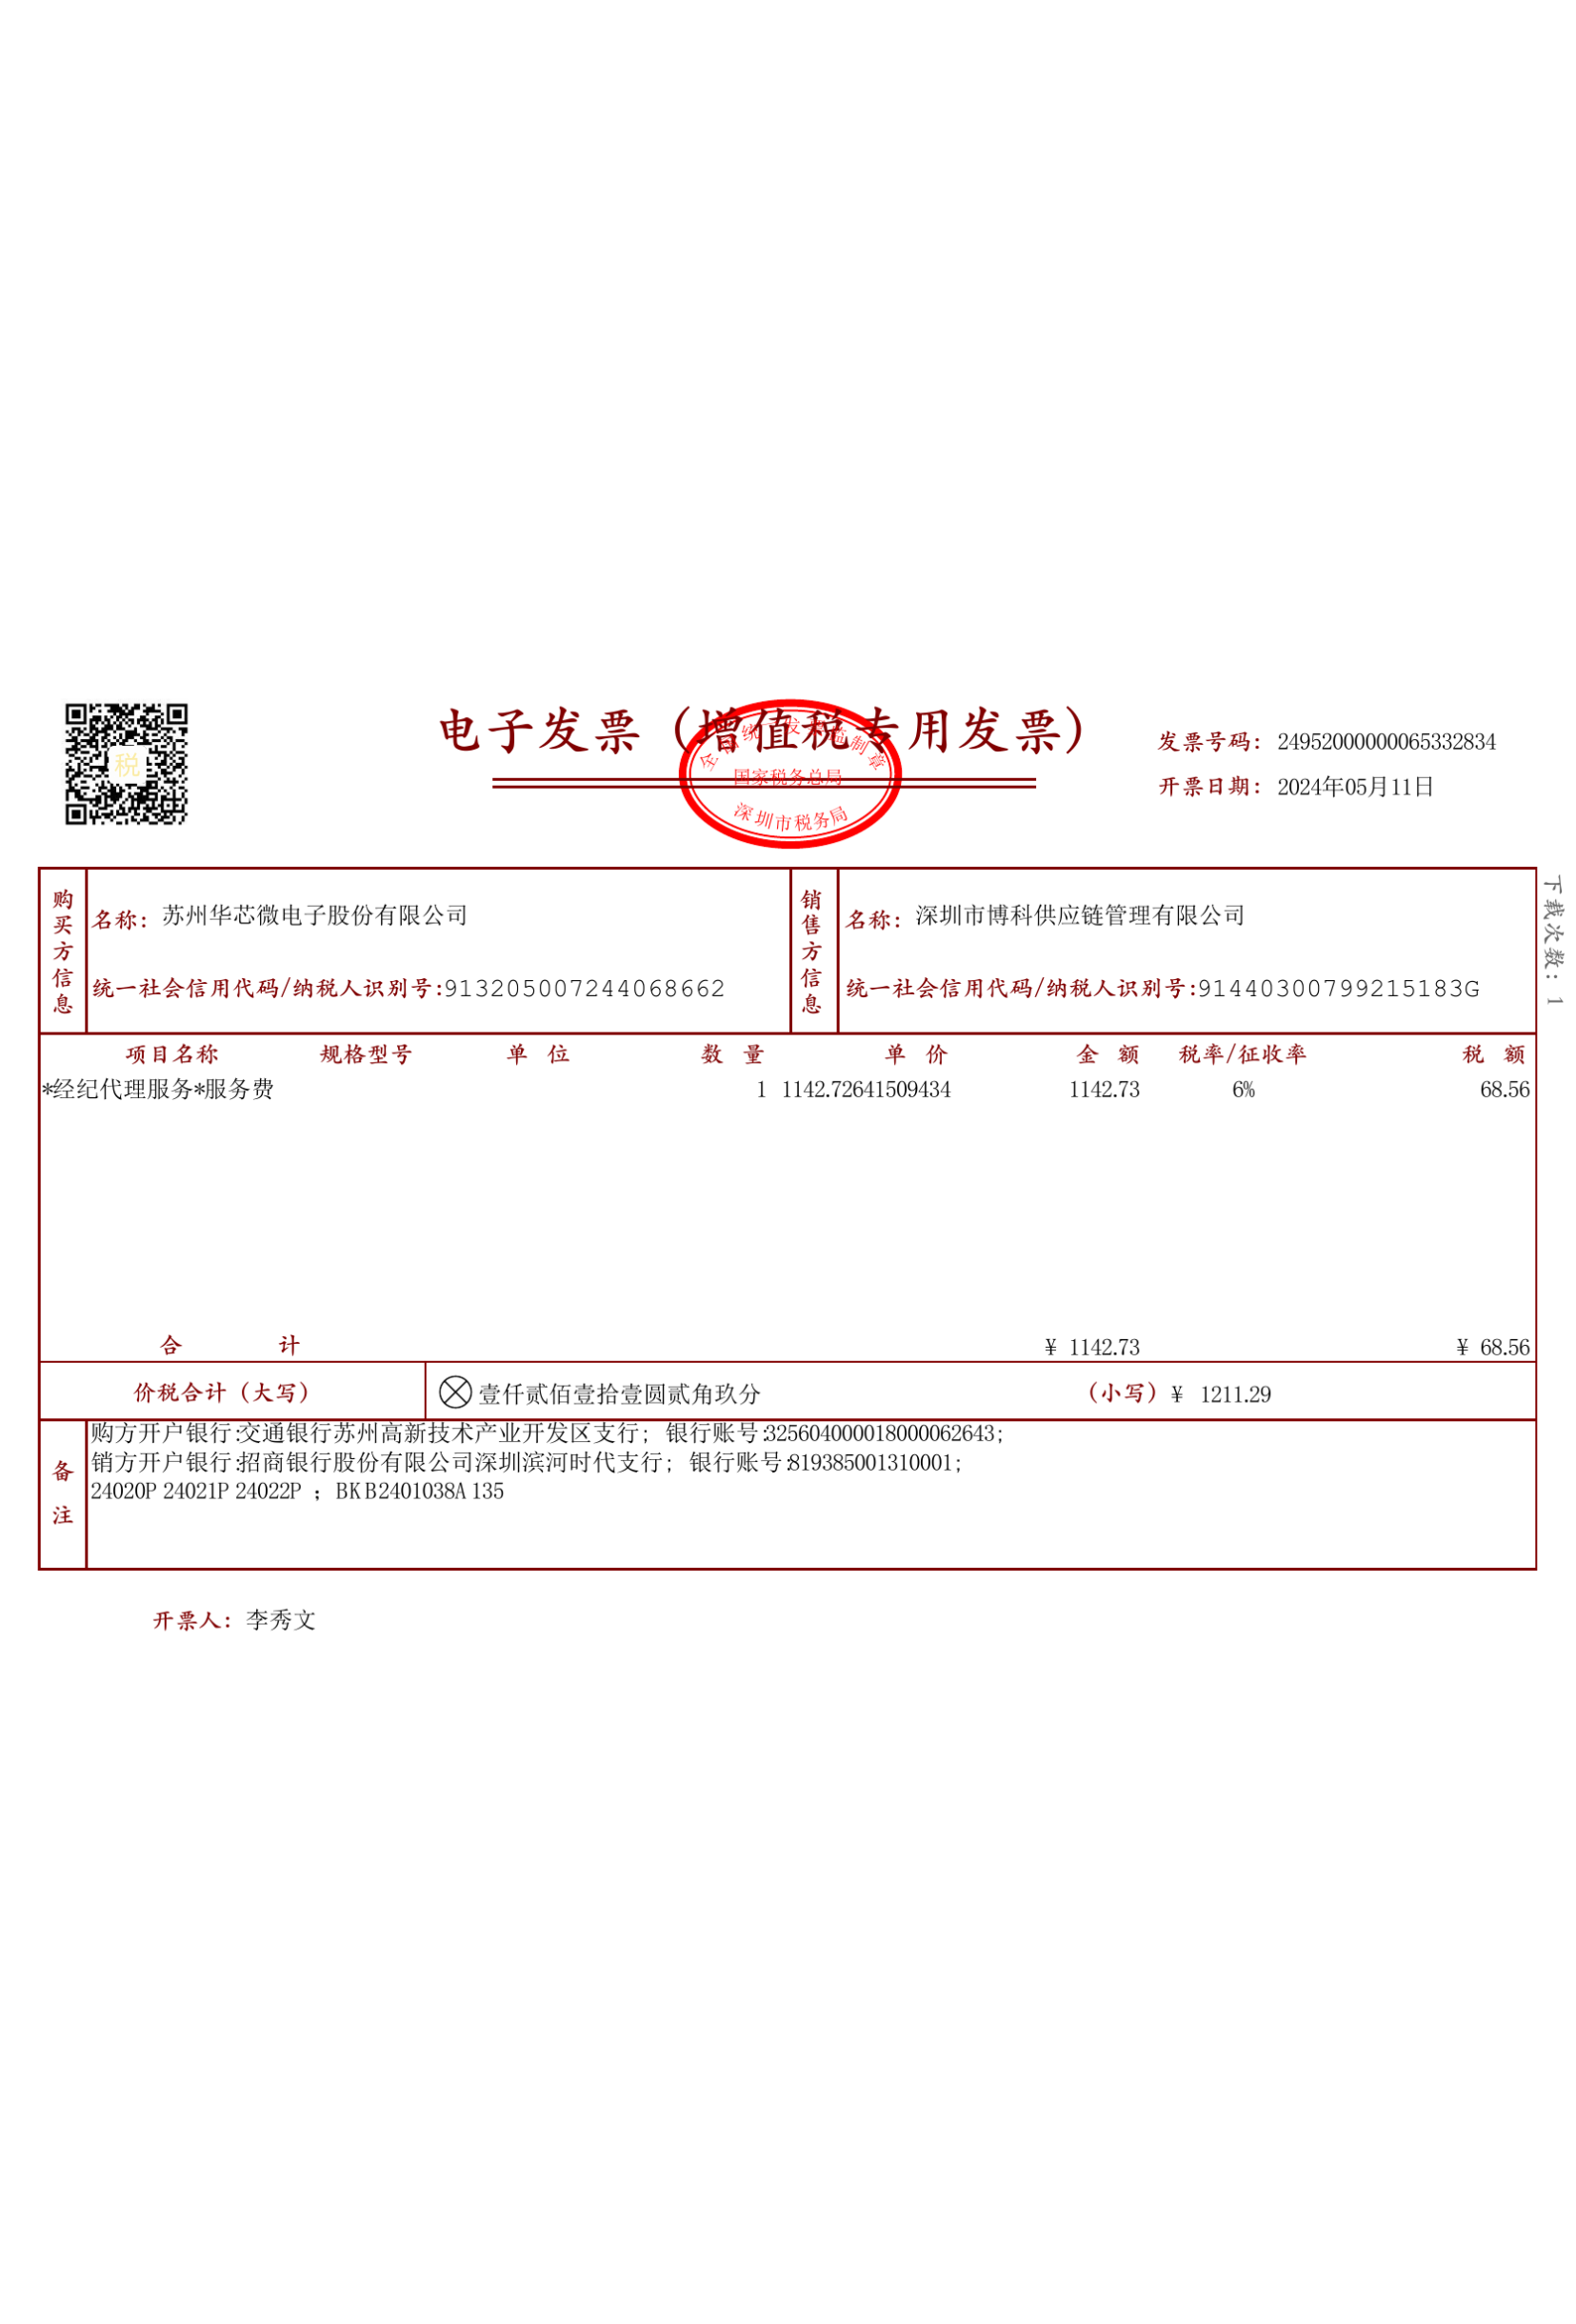 电子发票（增值税专用发票）
全国统一发票监制章
国家税务总局
深圳市税务局
税
发票号码：24952000000065332834
开票日期：2024年05月11日
购买方信息
名称：苏州华芯微电子股份有限公司
统一社会信用代码/纳税人识别号：913205007244068662
销售方信息
名称：深圳市博科供应链管理有限公司
统一社会信用代码/纳税人识别号：91440300799215183G
下载次数：1
项目名称 规格型号 单位 数量 单价 金额 税率/征收率 税额
*经纪代理服务*服务费 1 1142.72641509434 1142.73 6% 68.56
合计 ¥ 1142.73 ¥ 68.56
价税合计（大写） 壹仟贰佰壹拾壹圆贰角玖分 （小写）¥ 1211.29
备注
购方开户银行:交通银行苏州高新技术产业开发区支行； 银行账号:325604000018000062643;
销方开户银行:招商银行股份有限公司深圳滨河时代支行； 银行账号:819385001310001;
24020P 24021P 24022P ；BKB2401038A 135
开票人：李秀文